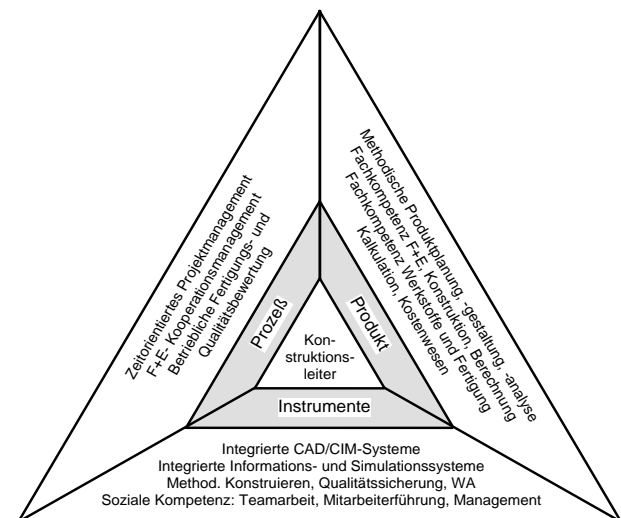 Zeitorientiertes Projektmanagement
F+E- Kooperationsmanagement
Betriebliche Fertigungs- und
Qualitätsbewertung
Methodische Produktplanung, -gestaltung, -analyse
Fachkompetenz F+E- Konstruktion, Berechnung
Fachkompetenz Werkstoffe und Fertigung
Kalkulation, Kostenwesen
Prozeß
Produkt
Kon-
struktions-
leiter
Instrumente
Integrierte CAD/CIM-Systeme
Integrierte Informations- und Simulationssysteme
Method. Konstruieren, Qualitätssicherung, WA
Soziale Kompetenz: Teamarbeit, Mitarbeiterführung, Management